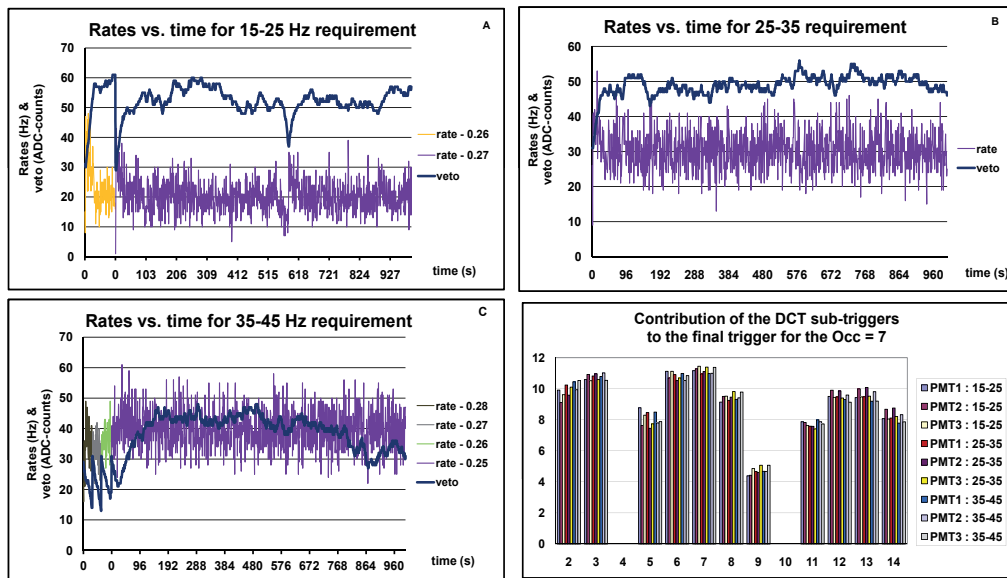 Rates vs. time for 15-25 Hz requirement
A
Rates (Hz) &
veto (ADC-counts)
70
60
50
40
30
20
10
0
0 0 103 206 309 412 515 618 721 824 927
time (s)
rate - 0.26
rate - 0.27
veto
Rates vs. time for 25-35 requirement
B
Rates (Hz) &
veto (ADC-counts)
60
50
40
30
20
10
0
0 96 192 288 384 480 576 672 768 864 960
time (s)
rate
veto
Rates vs. time for 35-45 Hz requirement
C
Rates (Hz) &
veto (ADC-counts)
70
60
50
40
30
20
10
0
0 0 0 0 96 192 288 384 480 576 672 768 864 960
time (s)
rate - 0.28
rate - 0.27
rate - 0.26
rate - 0.25
veto
Contribution of the DCT sub-triggers
to the final trigger for the Occ = 7
12
10
8
6
4
2
0
2 3 4 5 6 7 8 9 10 11 12 13 14
PMT1 : 15-25
PMT2 : 15-25
PMT3 : 15-25
PMT1 : 25-35
PMT2 : 25-35
PMT3 : 25-35
PMT1 : 35-45
PMT2 : 35-45
PMT3 : 35-45